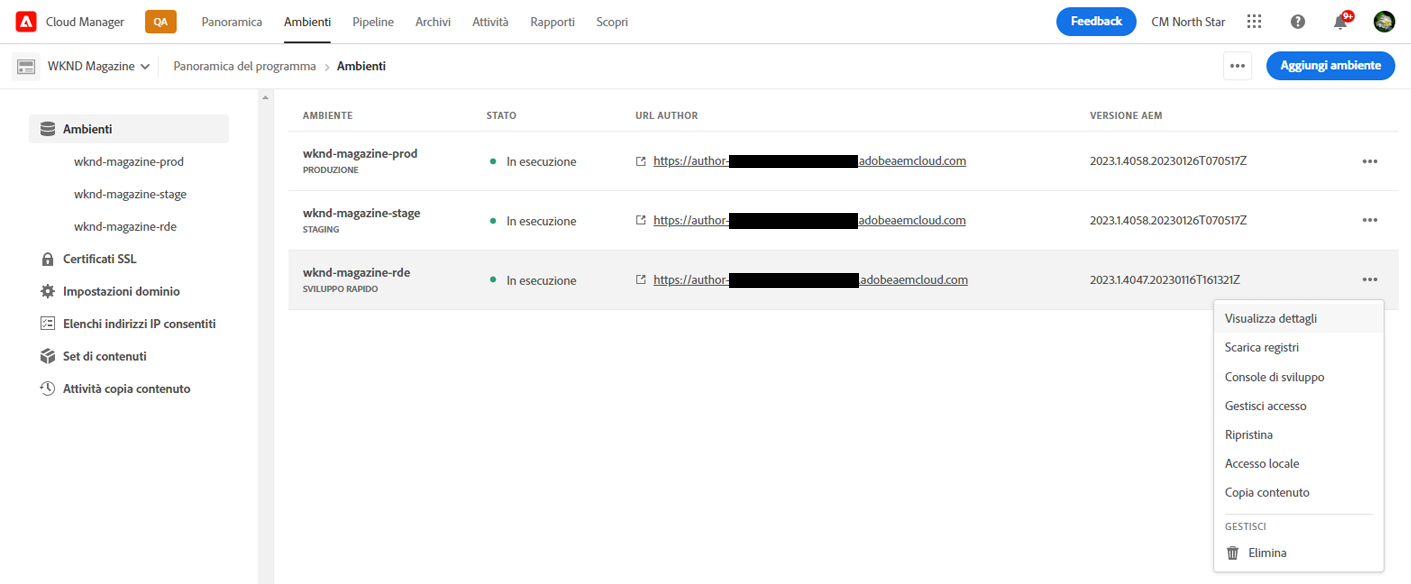 Cloud Manager QA Panoramica Ambienti Pipeline Archivi Attività Rapporti Scopri Feedback CM North Star 9+
WKND Magazine Panoramica del programma > Ambienti Aggiungi ambiente
Ambienti
wknd-magazine-prod
wknd-magazine-stage
wknd-magazine-rde
Certificati SSL
Impostazioni dominio
Elenchi indirizzi IP consentiti
Set di contenuti
Attività copia contenuto
AMBIENTE STATO URL AUTHOR VERSIONE AEM
wknd-magazine-prod
PRODUZIONE
In esecuzione https://author- adobeaemcloud.com 2023.1.4058.20230126T070517Z
wknd-magazine-stage
STAGING
In esecuzione https://author- adobeaemcloud.com 2023.1.4058.20230126T070517Z
wknd-magazine-rde
SVILUPPO RAPIDO
In esecuzione https://author- .adobeaemcloud.com 2023.1.4047.20230116T161321Z
Visualizza dettagli
Scarica registri
Console di sviluppo
Gestisci accesso
Ripristina
Accesso locale
Copia contenuto
GESTISCI
Elimina